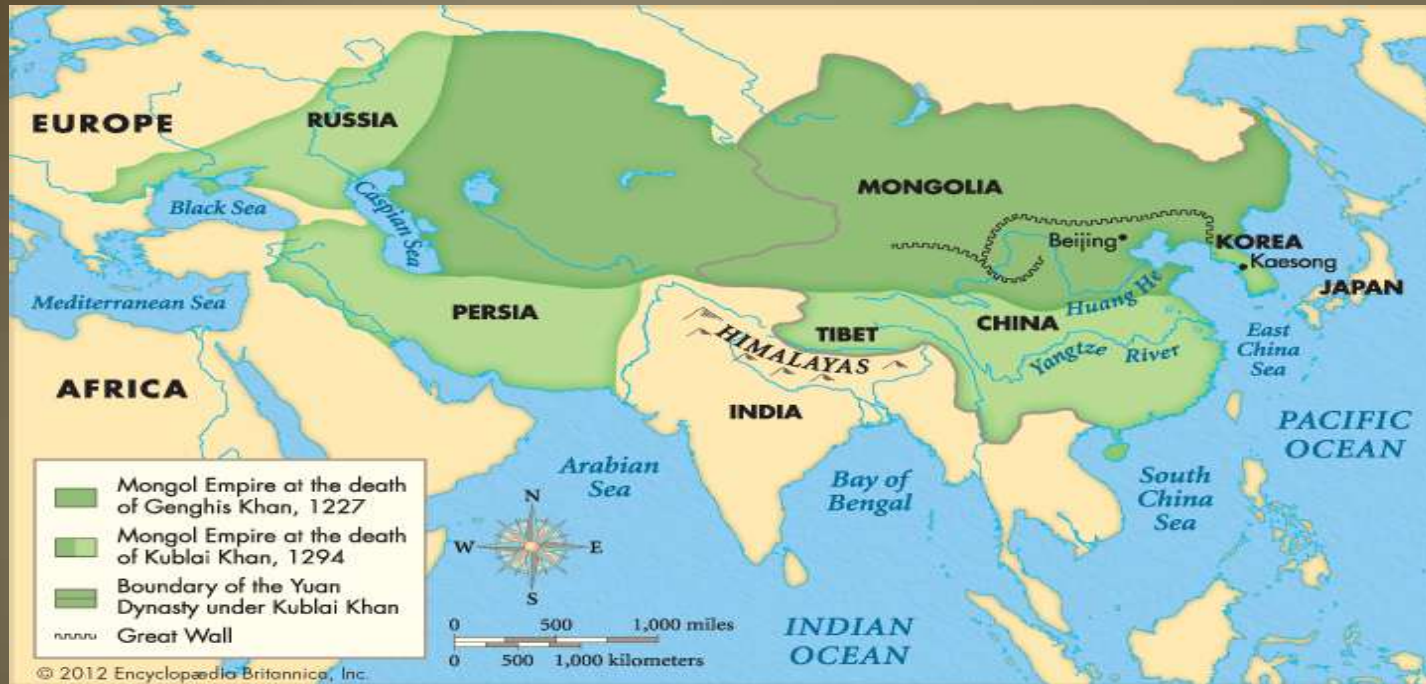 EUROPE
RUSSIA
Black Sea
Caspian Sea
MONGOLIA
Beijing
KOREA
Kaesong
JAPAN
Mediterranean Sea
PERSIA
TIBET
CHINA
Huang He
HIMALAYAS
Yangtze River
East
China
Sea
AFRICA
INDIA
PACIFIC
OCEAN
Arabian
Sea
Bay of
Bengal
South
China
Sea
Mongol Empire at the death
of Genghis Khan, 1227
Mongol Empire at the death
of Kublai Khan, 1294
Boundary of the Yuan
Dynasty under Kublai Khan
Great Wall
N
W E
S
0 500 1,000 miles
0 500 1,000 kilometers
INDIAN
OCEAN
© 2012 Encyclopædia Britannica, Inc.